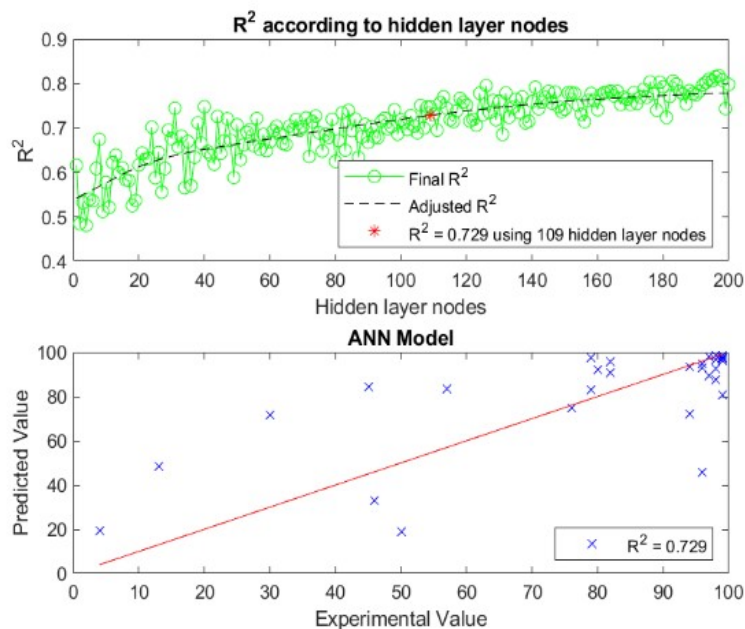 R² according to hidden layer nodes
0.9
0.8
0.7
0.6
0.5
0.4
R²
Final R²
Adjusted R²
R² = 0.729 using 109 hidden layer nodes
0 20 40 60 80 100 120 140 160 180 200
Hidden layer nodes
ANN Model
100
80
60
40
20
0
Predicted Value
R² = 0.729
0 10 20 30 40 50 60 70 80 90 100
Experimental Value